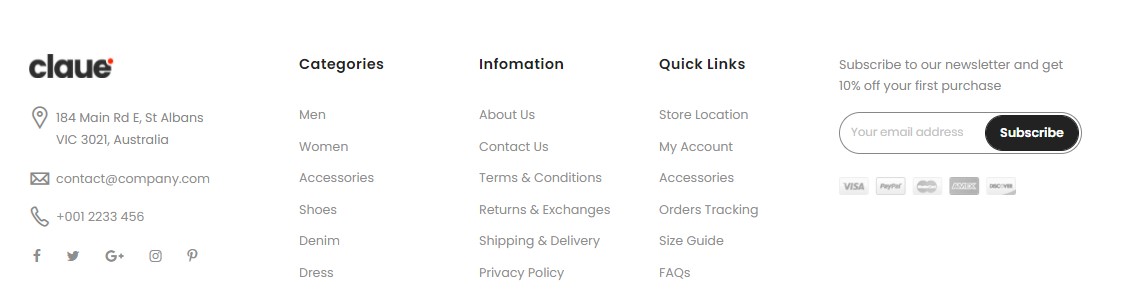 claue
184 Main Rd E, St Albans
VIC 3021, Australia
contact@company.com
+001 2233 456
Categories
Men
Women
Accessories
Shoes
Denim
Dress
Infomation
About Us
Contact Us
Terms & Conditions
Returns & Exchanges
Shipping & Delivery
Privacy Policy
Quick Links
Store Location
My Account
Accessories
Orders Tracking
Size Guide
FAQs
Subscribe to our newsletter and get
10% off your first purchase
Your email address
Subscribe
VISA PayPal MasterCard AMEX DISCOVER